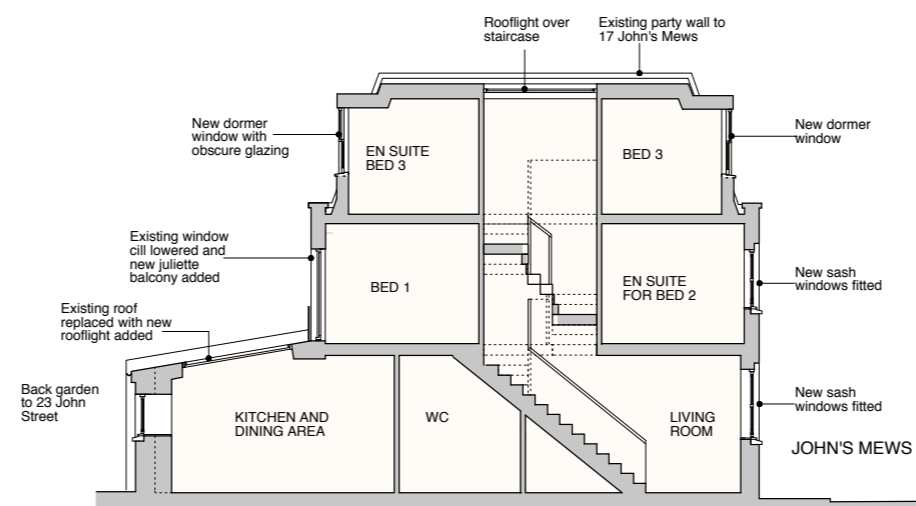 Rooflight over
staircase
Existing party wall to
17 John's Mews
New dormer
window with
obscure glazing
EN SUITE
BED 3
BED 3
New dormer
window
Existing window
cill lowered and
new juliette
balcony added
BED 1
EN SUITE
FOR BED 2
New sash
windows fitted
Existing roof
replaced with new
rooflight added
Back garden
to 23 John
Street
KITCHEN AND
DINING AREA
WC
LIVING
ROOM
New sash
windows fitted
JOHN'S MEWS